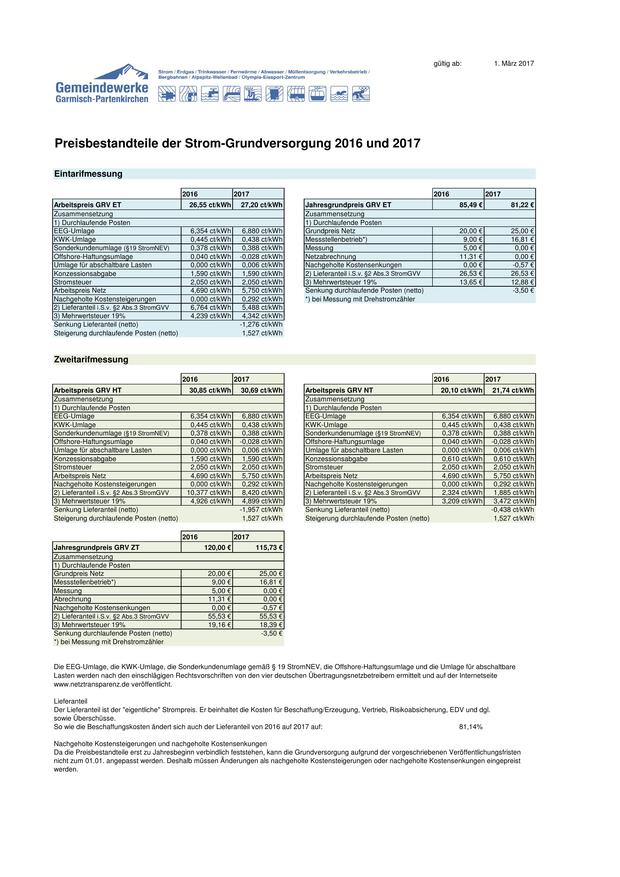 gültig ab: 1. März 2017
Strom / Erdgas / Trinkwasser / Fernwärme / Abwasser / Müllentsorgung / Verkehrsbetrieb /
Bergbahnen / Alpspitz-Wellenbad / Olympia-Eissport-Zentrum
Gemeindewerke
Garmisch-Partenkirchen
Preisbestandteile der Strom-Grundversorgung 2016 und 2017
Eintarifmessung
2016 2017
Arbeitspreis GRV ET 26,55 ct/kWh 27,20 ct/kWh
Zusammensetzung
1) Durchlaufende Posten
EEG-Umlage 6,354 ct/kWh 6,880 ct/kWh
KWK-Umlage 0,445 ct/kWh 0,438 ct/kWh
Sonderkundenumlage (§19 StromNEV) 0,378 ct/kWh 0,388 ct/kWh
Offshore-Haftungsumlage 0,040 ct/kWh -0,028 ct/kWh
Umlage für abschaltbare Lasten 0,000 ct/kWh 0,006 ct/kWh
Konzessionsabgabe 1,590 ct/kWh 1,590 ct/kWh
Stromsteuer 2,050 ct/kWh 2,050 ct/kWh
Arbeitspreis Netz 4,690 ct/kWh 5,750 ct/kWh
Nachgeholte Kostensteigerungen 0,000 ct/kWh 0,292 ct/kWh
2) Lieferanteil i.S.v. §2 Abs.3 StromGVV 6,764 ct/kWh 5,488 ct/kWh
3) Mehrwertsteuer 19% 4,239 ct/kWh 4,342 ct/kWh
Senkung Lieferanteil (netto) -1,276 ct/kWh
Steigerung durchlaufende Posten (netto) 1,527 ct/kWh
2016 2017
Jahresgrundpreis GRV ET 85,49 € 81,22 €
Zusammensetzung
1) Durchlaufende Posten
Grundpreis Netz 20,00 € 25,00 €
Messstellenbetrieb*) 9,00 € 16,81 €
Messung 5,00 € 0,00 €
Netzabrechnung 11,31 € 0,00 €
Nachgeholte Kostensenkungen 0,00 € -0,57 €
2) Lieferanteil i.S.v. §2 Abs.3 StromGVV 26,53 € 26,53 €
3) Mehrwertsteuer 19% 13,65 € 12,88 €
Senkung durchlaufende Posten (netto) -3,50 €
*) bei Messung mit Drehstromzähler
Zweitarifmessung
2016 2017
Arbeitspreis GRV HT 30,85 ct/kWh 30,69 ct/kWh
Zusammensetzung
1) Durchlaufende Posten
EEG-Umlage 6,354 ct/kWh 6,880 ct/kWh
KWK-Umlage 0,445 ct/kWh 0,438 ct/kWh
Sonderkundenumlage (§19 StromNEV) 0,378 ct/kWh 0,388 ct/kWh
Offshore-Haftungsumlage 0,040 ct/kWh -0,028 ct/kWh
Umlage für abschaltbare Lasten 0,000 ct/kWh 0,006 ct/kWh
Konzessionsabgabe 1,590 ct/kWh 1,590 ct/kWh
Stromsteuer 2,050 ct/kWh 2,050 ct/kWh
Arbeitspreis Netz 4,690 ct/kWh 5,750 ct/kWh
Nachgeholte Kostensteigerungen 0,000 ct/kWh 0,292 ct/kWh
2) Lieferanteil i.S.v. §2 Abs.3 StromGVV 10,377 ct/kWh 8,420 ct/kWh
3) Mehrwertsteuer 19% 4,926 ct/kWh 4,899 ct/kWh
Senkung Lieferanteil (netto) -1,957 ct/kWh
Steigerung durchlaufende Posten (netto) 1,527 ct/kWh
2016 2017
Arbeitspreis GRV NT 20,10 ct/kWh 21,74 ct/kWh
Zusammensetzung
1) Durchlaufende Posten
EEG-Umlage 6,354 ct/kWh 6,880 ct/kWh
KWK-Umlage 0,445 ct/kWh 0,438 ct/kWh
Sonderkundenumlage (§19 StromNEV) 0,378 ct/kWh 0,388 ct/kWh
Offshore-Haftungsumlage 0,040 ct/kWh -0,028 ct/kWh
Umlage für abschaltbare Lasten 0,000 ct/kWh 0,006 ct/kWh
Konzessionsabgabe 0,610 ct/kWh 0,610 ct/kWh
Stromsteuer 2,050 ct/kWh 2,050 ct/kWh
Arbeitspreis Netz 4,690 ct/kWh 5,750 ct/kWh
Nachgeholte Kostensteigerungen 0,000 ct/kWh 0,292 ct/kWh
2) Lieferanteil i.S.v. §2 Abs.3 StromGVV 2,324 ct/kWh 1,885 ct/kWh
3) Mehrwertsteuer 19% 3,209 ct/kWh 3,472 ct/kWh
Senkung Lieferanteil (netto) -0,438 ct/kWh
Steigerung durchlaufende Posten (netto) 1,527 ct/kWh
2016 2017
Jahresgrundpreis GRV ZT 120,00 € 115,73 €
Zusammensetzung
1) Durchlaufende Posten
Grundpreis Netz 20,00 € 25,00 €
Messstellenbetrieb*) 9,00 € 16,81 €
Messung 5,00 € 0,00 €
Abrechnung 11,31 € 0,00 €
Nachgeholte Kostensenkungen 0,00 € -0,57 €
2) Lieferanteil i.S.v. §2 Abs.3 StromGVV 55,53 € 55,53 €
3) Mehrwertsteuer 19% 19,16 € 18,39 €
Senkung durchlaufende Posten (netto) -3,50 €
*) bei Messung mit Drehstromzähler
Die EEG-Umlage, die KWK-Umlage, die Sonderkundenumlage gemäß § 19 StromNEV, die Offshore-Haftungsumlage und die Umlage für abschaltbare
Lasten werden nach den einschlägigen Rechtsvorschriften von den vier deutschen Übertragungsnetzbetreibern ermittelt und auf der Internetseite
www.netztransparenz.de veröffentlicht.
Lieferanteil
Der Lieferanteil ist der "eigentliche" Strompreis. Er beinhaltet die Kosten für Beschaffung/Erzeugung, Vertrieb, Risikoabsicherung, EDV und dgl.
sowie Überschüsse.
So wie die Beschaffungskosten ändert sich auch der Lieferanteil von 2016 auf 2017 auf: 81,14%
Nachgeholte Kostensteigerungen und nachgeholte Kostensenkungen
Da die Preisbestandteile erst zu Jahresbeginn verbindlich feststehen, kann die Grundversorgung aufgrund der vorgeschriebenen Veröffentlichungsfristen
nicht zum 01.01. angepasst werden. Deshalb müssen Änderungen als nachgeholte Kostensteigerungen oder nachgeholte Kostensenkungen eingepreist
werden.